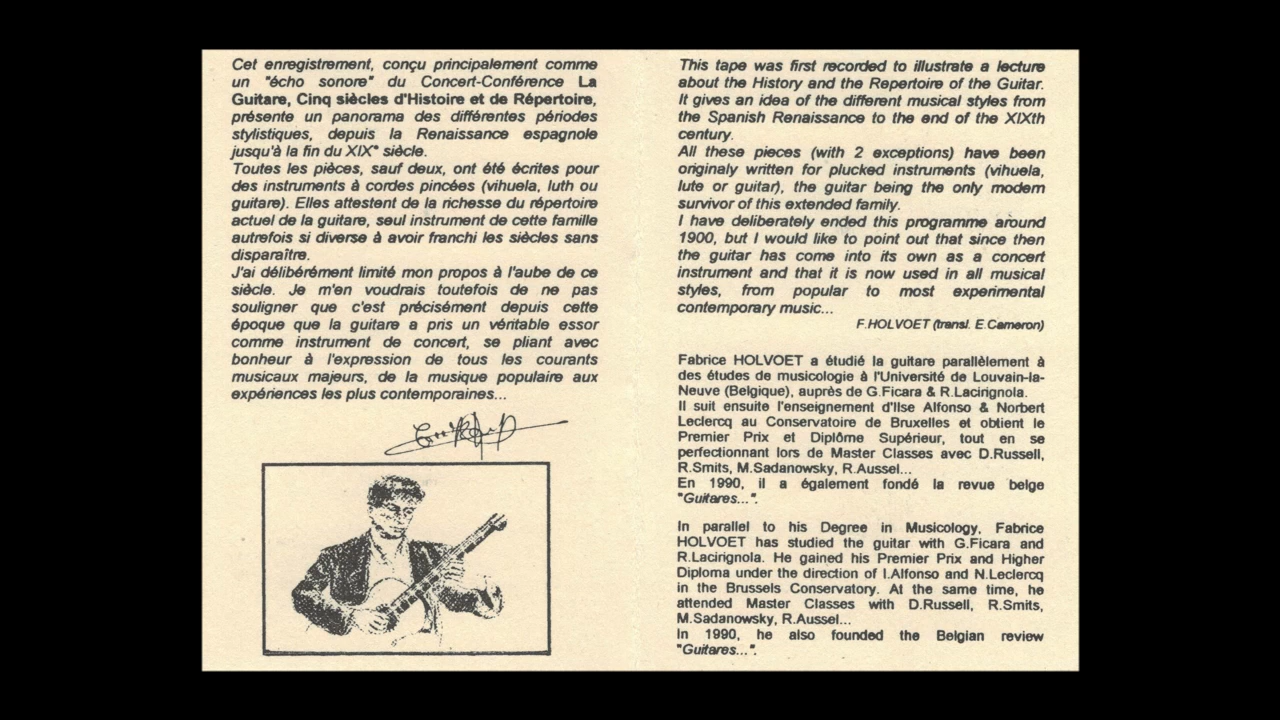 Cet enregistrement, conçu principalement comme
un "écho sonore" du Concert-Conférence La
Guitare, Cinq siècles d'Histoire et de Répertoire,
présente un panorama des différentes périodes
stylistiques, depuis la Renaissance espagnole
jusqu'à la fin du XIX° siècle.
Toutes les pièces, sauf deux, ont été écrites pour
des instruments à cordes pincées (vihuela, luth ou
guitare). Elles attestent de la richesse du répertoire
actuel de la guitare, seul instrument de cette famille
autrefois si diverse à avoir franchi les siècles sans
disparaître.
J'ai délibérément limité mon propos à l'aube de ce
siècle. Je m'en voudrais toutefois de ne pas
souligner que c'est précisément depuis cette
époque que la guitare a pris un véritable essor
comme instrument de concert, se pliant avec
bonheur à l'expression de tous les courants
musicaux majeurs, de la musique populaire aux
expériences les plus contemporaines...
This tape was first recorded to illustrate a lecture
about the History and the Repertoire of the Guitar.
It gives an idea of the different musical styles from
the Spanish Renaissance to the end of the XIXth
century.
All these pieces (with 2 exceptions) have been
originaly written for plucked instruments (vihuela,
lute or guitar), the guitar being the only modern
survivor of this extended family.
I have deliberately ended this programme around
1900, but I would like to point out that since then
the guitar has come into its own as a concert
instrument and that it is now used in all musical
styles, from popular to most experimental
contemporary music...
F.HOLVOET (transl. E.Cameron)
Fabrice HOLVOET a étudié la guitare parallèlement à
des études de musicologie à l'Université de Louvain-la-
Neuve (Belgique), auprès de G.Ficara & R.Lacirignola.
Il suit ensuite l'enseignement d'Ilse Alfonso & Norbert
Leclercq au Conservatoire de Bruxelles et obtient le
Premier Prix et Diplôme Supérieur, tout en se
perfectionnant lors de Master Classes avec D.Russell,
R.Smits, M.Sadanowsky, R.Aussel...
En 1990, il a également fondé la revue belge
"Guitares...".
In parallel to his Degree in Musicology, Fabrice
HOLVOET has studied the guitar with G.Ficara and
R.Lacirignola. He gained his Premier Prix and Higher
Diploma under the direction of I.Alfonso and N.Leclercq
in the Brussels Conservatory. At the same time, he
attended Master Classes with D.Russell, R.Smits,
M.Sadanowsky, R.Aussel...
In 1990, he also founded the Belgian review
"Guitares...".